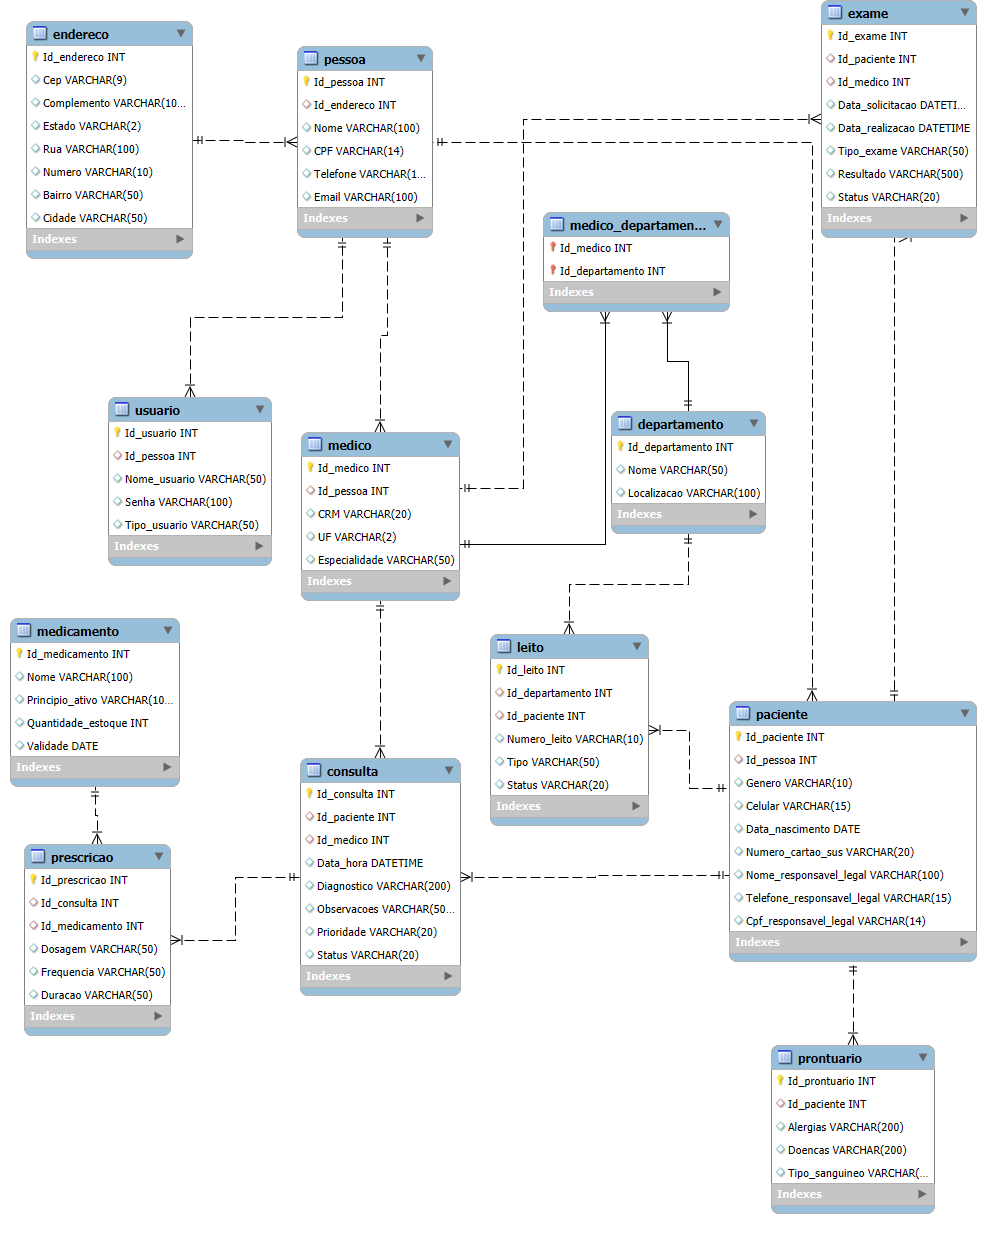 endereco
Id_endereco INT
Cep VARCHAR(9)
Complemento VARCHAR(10...
Estado VARCHAR(2)
Rua VARCHAR(100)
Numero VARCHAR(10)
Bairro VARCHAR(50)
Cidade VARCHAR(50)
Indexes
pessoa
Id_pessoa INT
Id_endereco INT
Nome VARCHAR(100)
CPF VARCHAR(14)
Telefone VARCHAR(1...
Email VARCHAR(100)
Indexes
exame
Id_exame INT
Id_paciente INT
Id_medico INT
Data_solicitacao DATETI...
Data_realizacao DATETIME
Tipo_exame VARCHAR(50)
Resultado VARCHAR(500)
Status VARCHAR(20)
Indexes
medico_departamen...
Id_medico INT
Id_departamento INT
Indexes
usuario
Id_usuario INT
Id_pessoa INT
Nome_usuario VARCHAR(50)
Senha VARCHAR(100)
Tipo_usuario VARCHAR(50)
Indexes
medico
Id_medico INT
Id_pessoa INT
CRM VARCHAR(20)
UF VARCHAR(2)
Especialidade VARCHAR(50)
Indexes
departamento
Id_departamento INT
Nome VARCHAR(50)
Localizacao VARCHAR(100)
Indexes
medicamento
Id_medicamento INT
Nome VARCHAR(100)
Principio_ativo VARCHAR(10...
Quantidade_estoque INT
Validade DATE
Indexes
leito
Id_leito INT
Id_departamento INT
Id_paciente INT
Numero_leito VARCHAR(10)
Tipo VARCHAR(50)
Status VARCHAR(20)
Indexes
paciente
Id_paciente INT
Id_pessoa INT
Genero VARCHAR(10)
Celular VARCHAR(15)
Data_nascimento DATE
Numero_cartao_sus VARCHAR(20)
Nome_responsavel_legal VARCHAR(100)
Telefone_responsavel_legal VARCHAR(15)
Cpf_responsavel_legal VARCHAR(14)
Indexes
consulta
Id_consulta INT
Id_paciente INT
Id_medico INT
Data_hora DATETIME
Diagnostico VARCHAR(200)
Observacoes VARCHAR(50...
Prioridade VARCHAR(20)
Status VARCHAR(20)
Indexes
prescricao
Id_prescricao INT
Id_consulta INT
Id_medicamento INT
Dosagem VARCHAR(50)
Frequencia VARCHAR(50)
Duracao VARCHAR(50)
Indexes
prontuario
Id_prontuario INT
Id_paciente INT
Alergias VARCHAR(200)
Doencas VARCHAR(200)
Tipo_sanguineo VARCHAR(...
Indexes